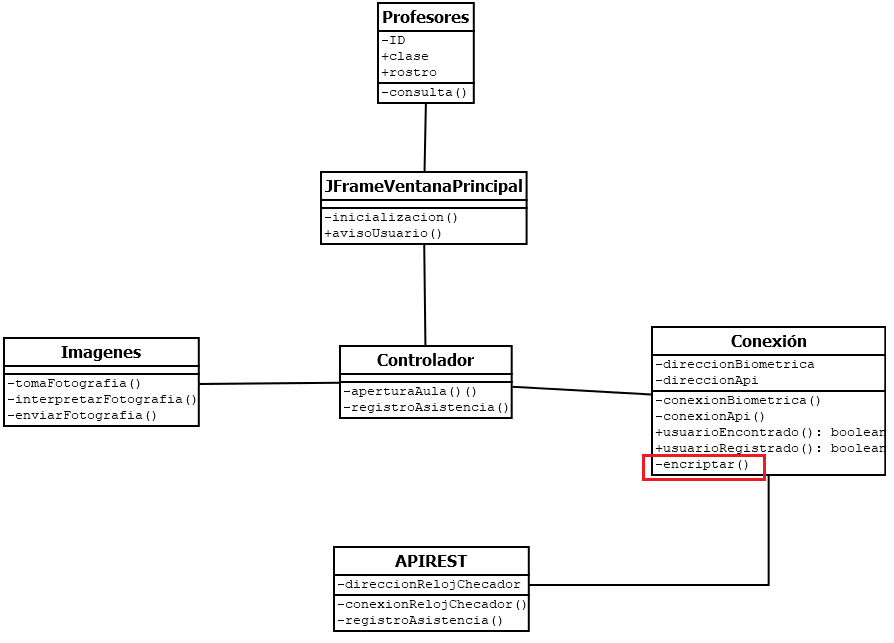 Profesores
-ID
+clase
+rostro
-consulta()
JFrameVentanaPrincipal
-inicializacion()
+avisoUsuario()
Imagenes
-tomaFotografia()
-interpretarFotografia()
-enviarFotografia()
Controlador
-aperturaAula()()
-registroAsistencia()
Conexión
-direccionBiometrica
-direccionApi
-conexionBiometrica()
-conexionApi()
+usuarioEncontrado(): boolean
+usuarioRegistrado(): boolean
-encriptar()
APIREST
-direccionRelojChecador
-conexionRelojChecador()
-registroAsistencia()